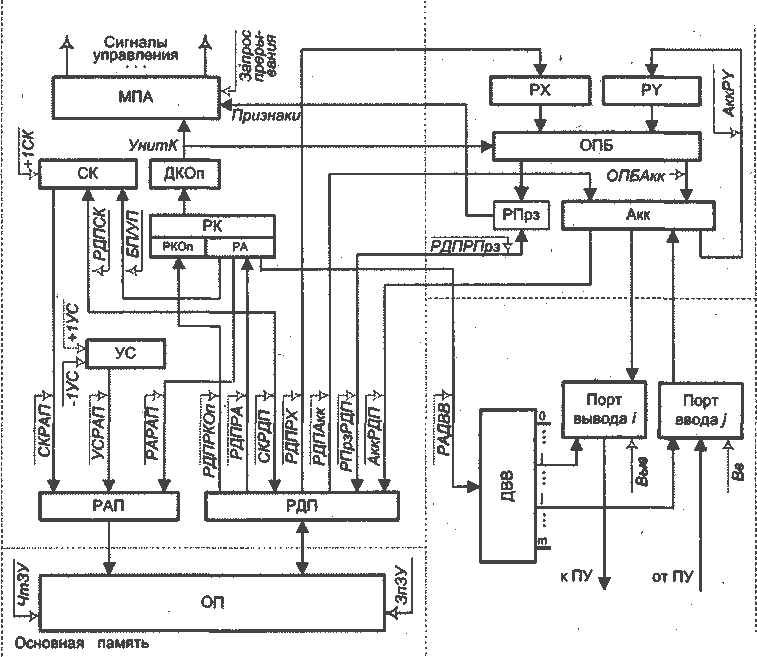 Сигналы
управления
...
Запрос
преры-
вания
МПА
РХ
РY
АккРY
Признаки
УнитК
ОПБ
+1СК
СК
ДКОп
ОПБАкк
РК
РКОп
РА
РПрз
Акк
РДПСК
БП/УП
РДПРПрз
+1УС
-1УС
УС
СКРАП
УСРАП
РАРАП
РДПРКОп
РДПРА
СКРДП
РДПРХ
РДПАкк
РПрзРДП
АккРДП
РАДВВ
Порт
вывода i
Порт
ввода j
0
...
i
...
j
...
m
ДВВ
Выв
Вв
РАП
РДП
к ПУ
от ПУ
ЧтЗУ
ОП
ЗпЗУ
Основная память